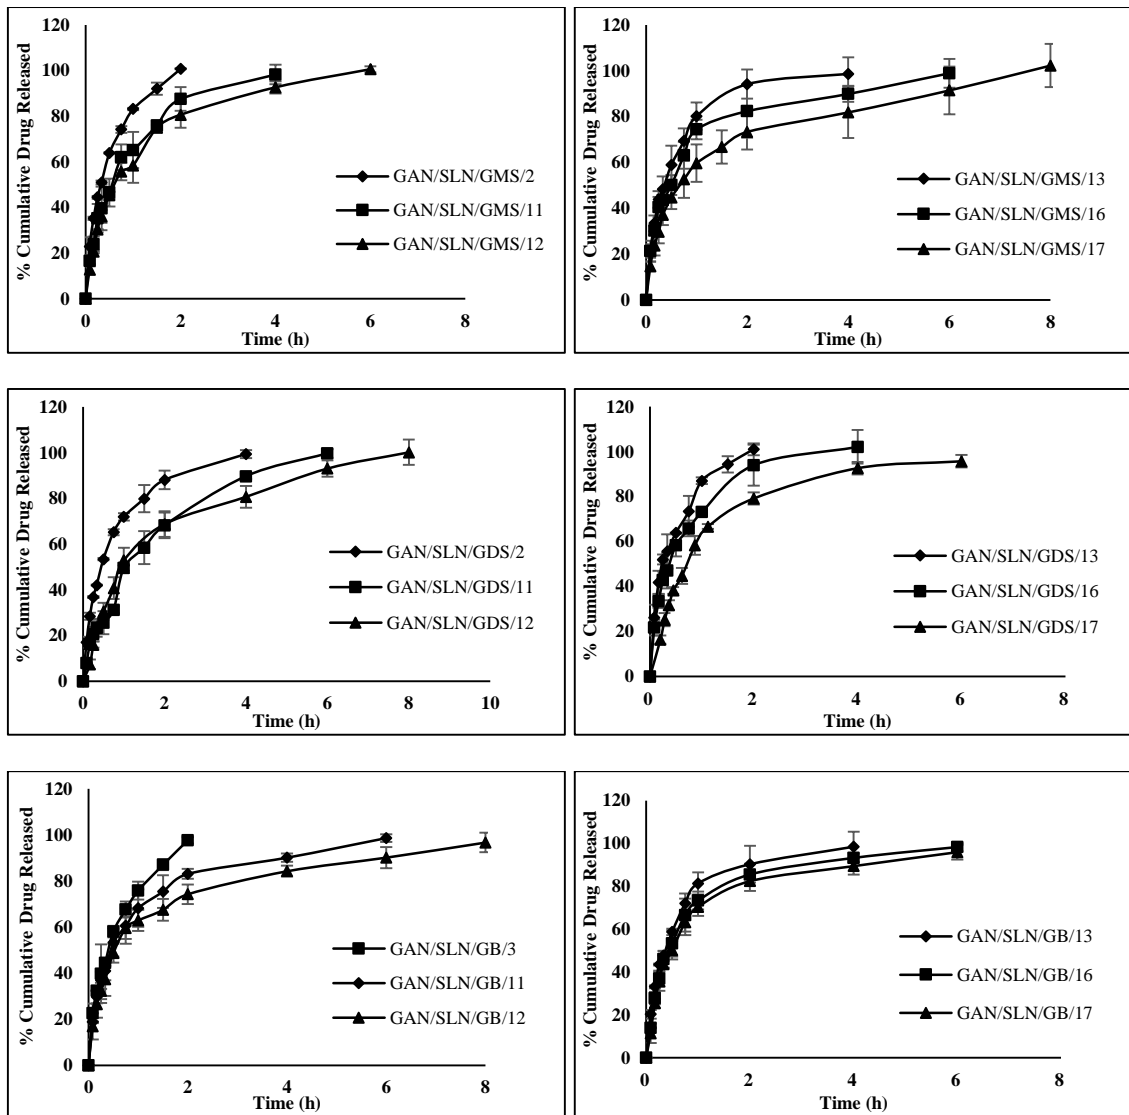 % Cumulative Drug Released
120
100
80
60
40
20
0
GAN/SLN/GMS/2
GAN/SLN/GMS/11
GAN/SLN/GMS/12
0 2 4 6 8
Time (h)
% Cumulative Drug Released
120
100
80
60
40
20
0
GAN/SLN/GMS/13
GAN/SLN/GMS/16
GAN/SLN/GMS/17
0 2 4 6 8
Time (h)
% Cumulative Drug Released
120
100
80
60
40
20
0
GAN/SLN/GDS/2
GAN/SLN/GDS/11
GAN/SLN/GDS/12
0 2 4 6 8 10
Time (h)
% Cumulative Drug Released
120
100
80
60
40
20
0
GAN/SLN/GDS/13
GAN/SLN/GDS/16
GAN/SLN/GDS/17
0 2 4 6 8
Time (h)
% Cumulative Drug Released
120
100
80
60
40
20
0
GAN/SLN/GB/3
GAN/SLN/GB/11
GAN/SLN/GB/12
0 2 4 6 8
Time (h)
% Cumulative Drug Released
120
100
80
60
40
20
0
GAN/SLN/GB/13
GAN/SLN/GB/16
GAN/SLN/GB/17
0 2 4 6 8
Time (h)